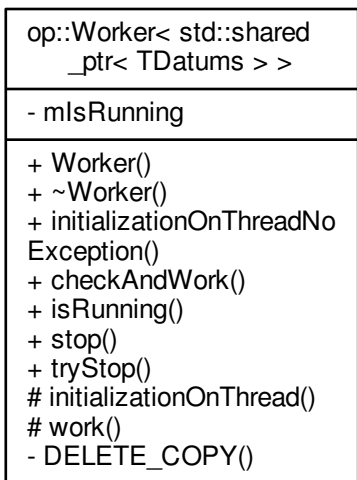 op::Worker< std::shared
_ptr< TDatums > >
- mIsRunning
+ Worker()
+ ~Worker()
+ initializationOnThreadNo
Exception()
+ checkAndWork()
+ isRunning()
+ stop()
+ tryStop()
# initializationOnThread()
# work()
- DELETE_COPY()